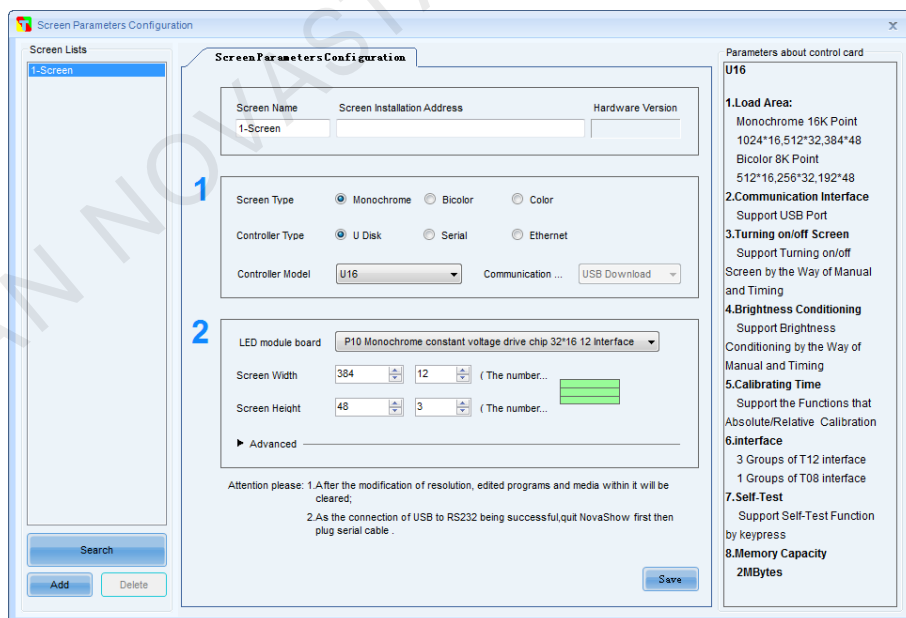 Screen Parameters Configuration
x
Screen Lists
1-Screen
Search
Add
Delete
Screen Parameters Configuration
Screen Name
Screen Installation Address
Hardware Version
1-Screen
1
Screen Type
Monochrome
Bicolor
Color
Controller Type
U Disk
Serial
Ethernet
Controller Model
U16
Communication ...
USB Download
2
LED module board
P10 Monochrome constant voltage drive chip 32*16 12 Interface
Screen Width
384
12
( The number...
Screen Height
48
3
( The number...
Advanced
Attention please: 1.After the modification of resolution, edited programs and media within it will be
cleared;
2.As the connection of USB to RS232 being successful,quit NovaShow first then
plug serial cable .
Save
Parameters about control card
U16
1.Load Area:
Monochrome 16K Point
1024*16,512*32,384*48
Bicolor 8K Point
512*16,256*32,192*48
2.Communication Interface
Support USB Port
3.Turning on/off Screen
Support Turning on/off
Screen by the Way of Manual
and Timing
4.Brightness Conditioning
Support Brightness
Conditioning by the Way of
Manual and Timing
5.Calibrating Time
Support the Functions that
Absolute/Relative Calibration
6.interface
3 Groups of T12 interface
1 Groups of T08 interface
7.Self-Test
Support Self-Test Function
by keypress
8.Memory Capacity
2MBytes
AN NOVASTA